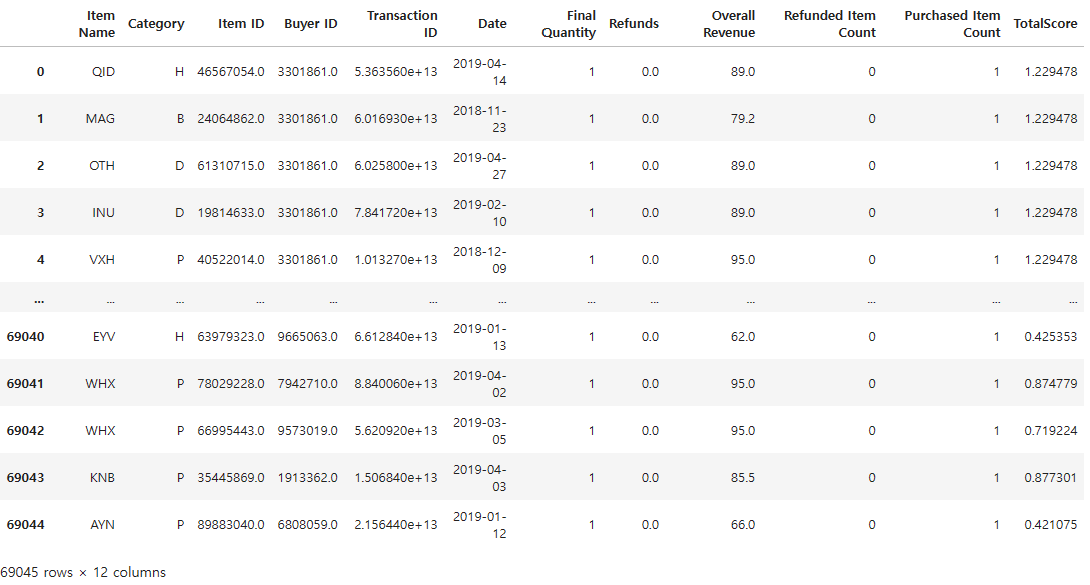 Item Name Category Item ID Buyer ID Transaction ID Date Final Quantity Refunds Overall Revenue Refunded Item Count Purchased Item Count TotalScore
0 QID H 46567054.0 3301861.0 5.363560e+13 2019-04-14 1 0.0 89.0 0 1 1.229478
1 MAG B 24064862.0 3301861.0 6.016930e+13 2018-11-23 1 0.0 79.2 0 1 1.229478
2 OTH D 61310715.0 3301861.0 6.025800e+13 2019-04-27 1 0.0 89.0 0 1 1.229478
3 INU D 19814633.0 3301861.0 7.841720e+13 2019-02-10 1 0.0 89.0 0 1 1.229478
4 VXH P 40522014.0 3301861.0 1.013270e+13 2018-12-09 1 0.0 95.0 0 1 1.229478
... ... ... ... ... ... ... ... ... ... ... ... ...
69040 EYV H 63979323.0 9665063.0 6.612840e+13 2019-01-13 1 0.0 62.0 0 1 0.425353
69041 WHX P 78029228.0 7942710.0 8.840060e+13 2019-04-02 1 0.0 95.0 0 1 0.874779
69042 WHX P 66995443.0 9573019.0 5.620920e+13 2019-03-05 1 0.0 95.0 0 1 0.719224
69043 KNB P 35445869.0 1913362.0 1.506840e+13 2019-04-03 1 0.0 85.5 0 1 0.877301
69044 AYN P 89883040.0 6808059.0 2.156440e+13 2019-01-12 1 0.0 66.0 0 1 0.421075
69045 rows × 12 columns